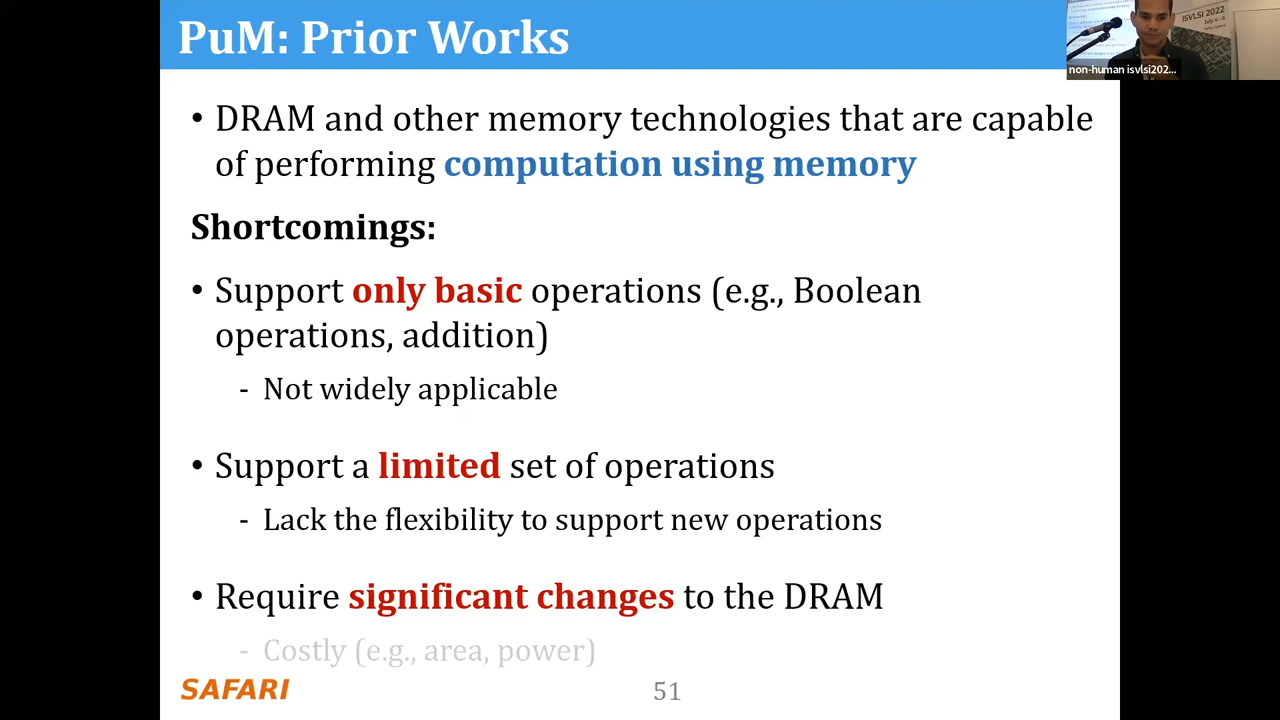 PuM: Prior Works
ISVLSI 2022
July 4 - 6
non-human isvlsi202...
• DRAM and other memory technologies that are capable
of performing computation using memory
Shortcomings:
• Support only basic operations (e.g., Boolean
operations, addition)
- Not widely applicable
• Support a limited set of operations
- Lack the flexibility to support new operations
• Require significant changes to the DRAM
- Costly (e.g., area, power)
SAFARI
51